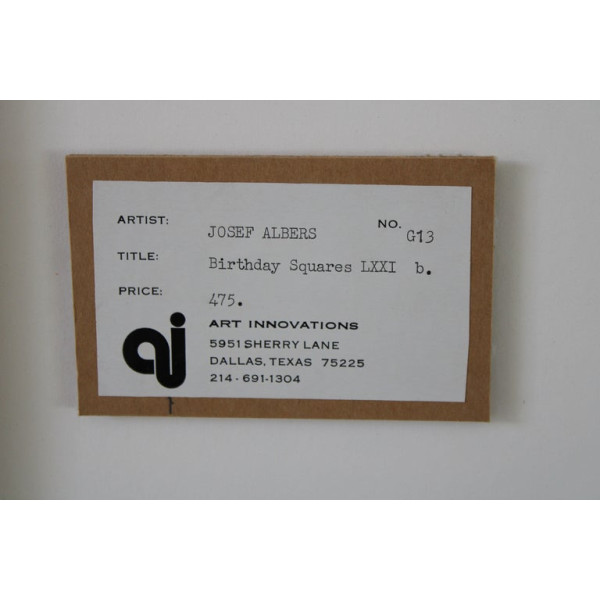 ARTIST: JOSEF ALBERS NO. G13
TITLE: Birthday Squares LXXI b.
PRICE: 475.
ai ART INNOVATIONS
5951 SHERRY LANE
DALLAS, TEXAS 75225
214-691-1304